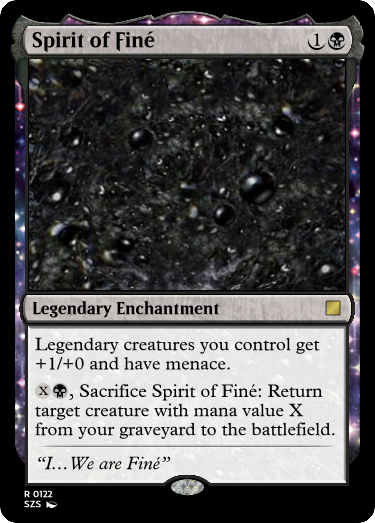 Spirit of Finé 1
Legendary Enchantment
Legendary creatures you control get
+1/+0 and have menace.
X, Sacrifice Spirit of Finé: Return
target creature with mana value X
from your graveyard to the battlefield.
“I…We are Finé”
R 0122
SZS